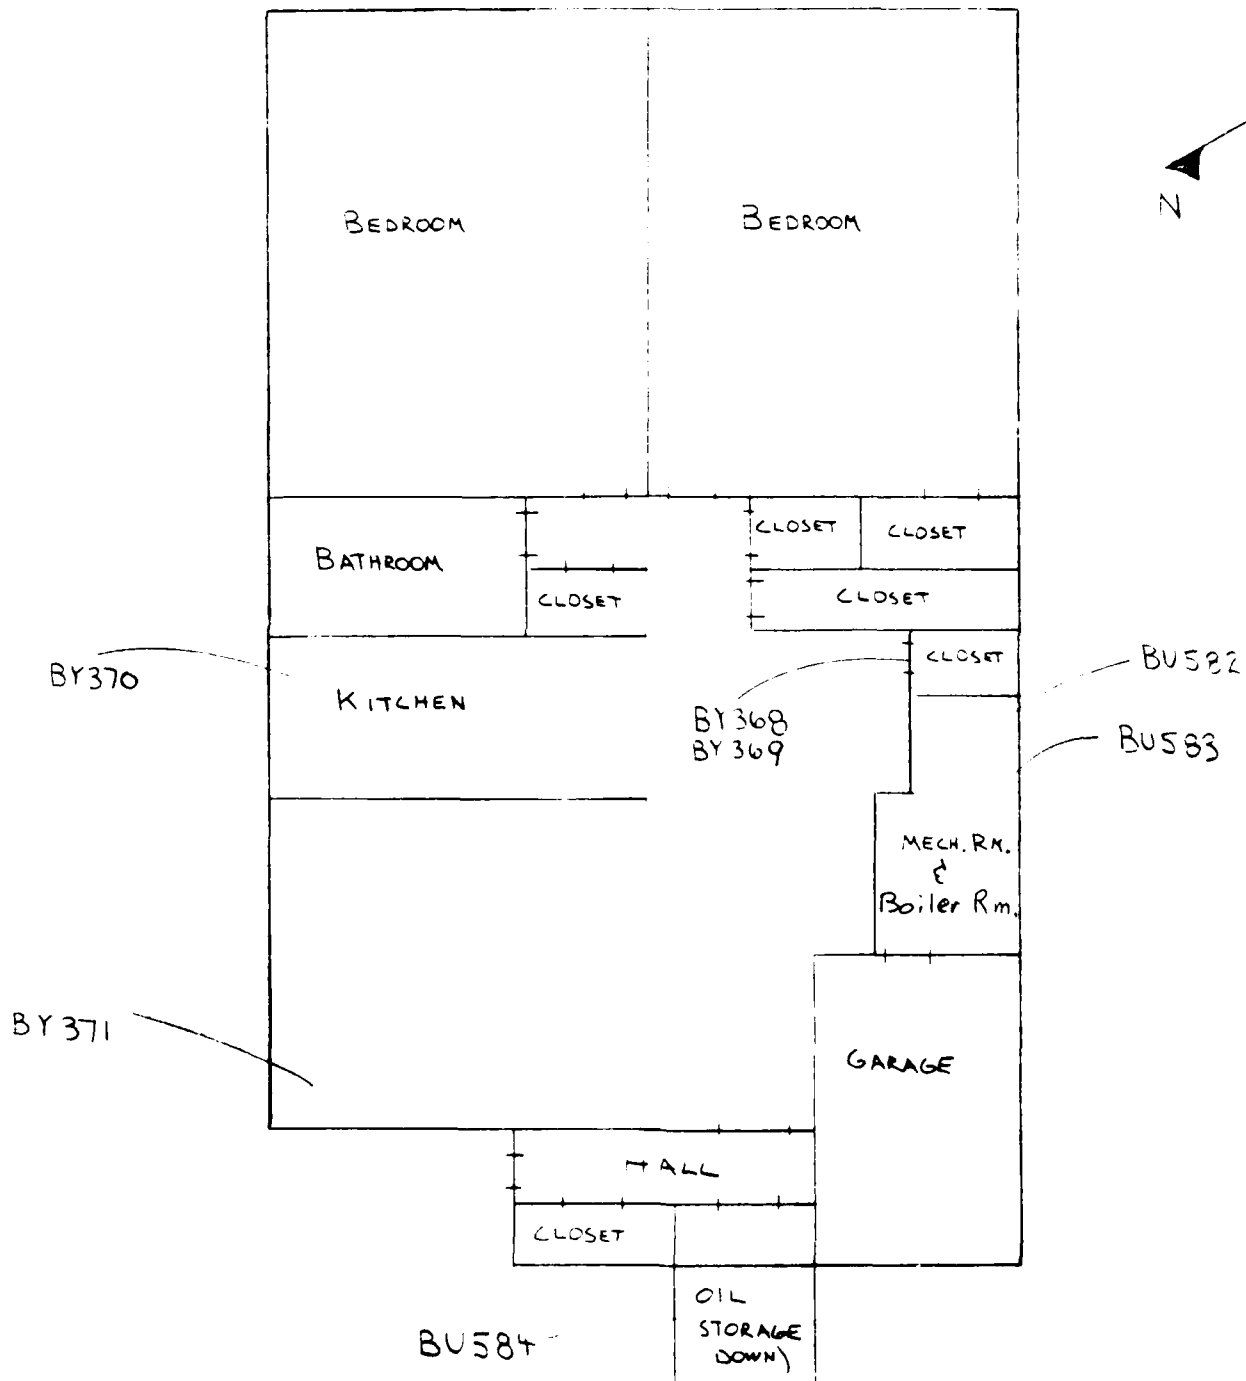 BEDROOM
BEDROOM
N
BATHROOM
CLOSET
CLOSET
CLOSET
CLOSET
CLOSET
BY370
KITCHEN
BY368
BY369
BU582
BU583
MECH. RM.
&
Boiler Rm.
BY371
GARAGE
HALL
CLOSET
OIL
STORAGE
DOWN)
BU584